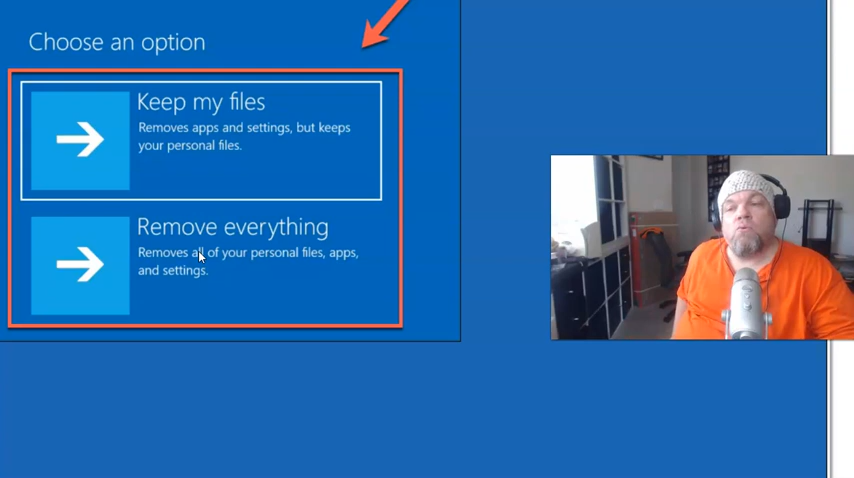 Choose an option
Keep my files
Removes apps and settings, but keeps
your personal files.
Remove everything
Removes all of your personal files, apps,
and settings.